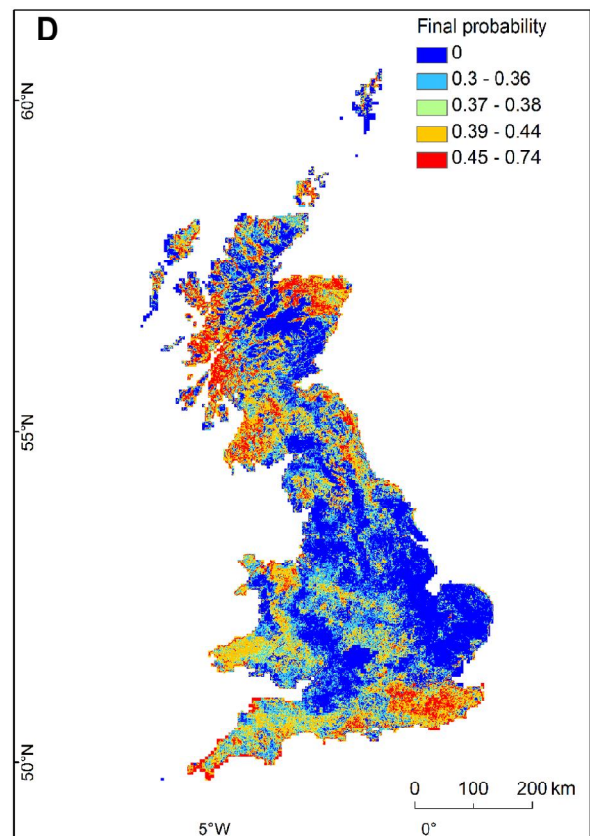 D
Final probability
0
0.3 - 0.36
0.37 - 0.38
0.39 - 0.44
0.45 - 0.74
60°N
55°N
50°N
0 100 200 km
5°W 0°